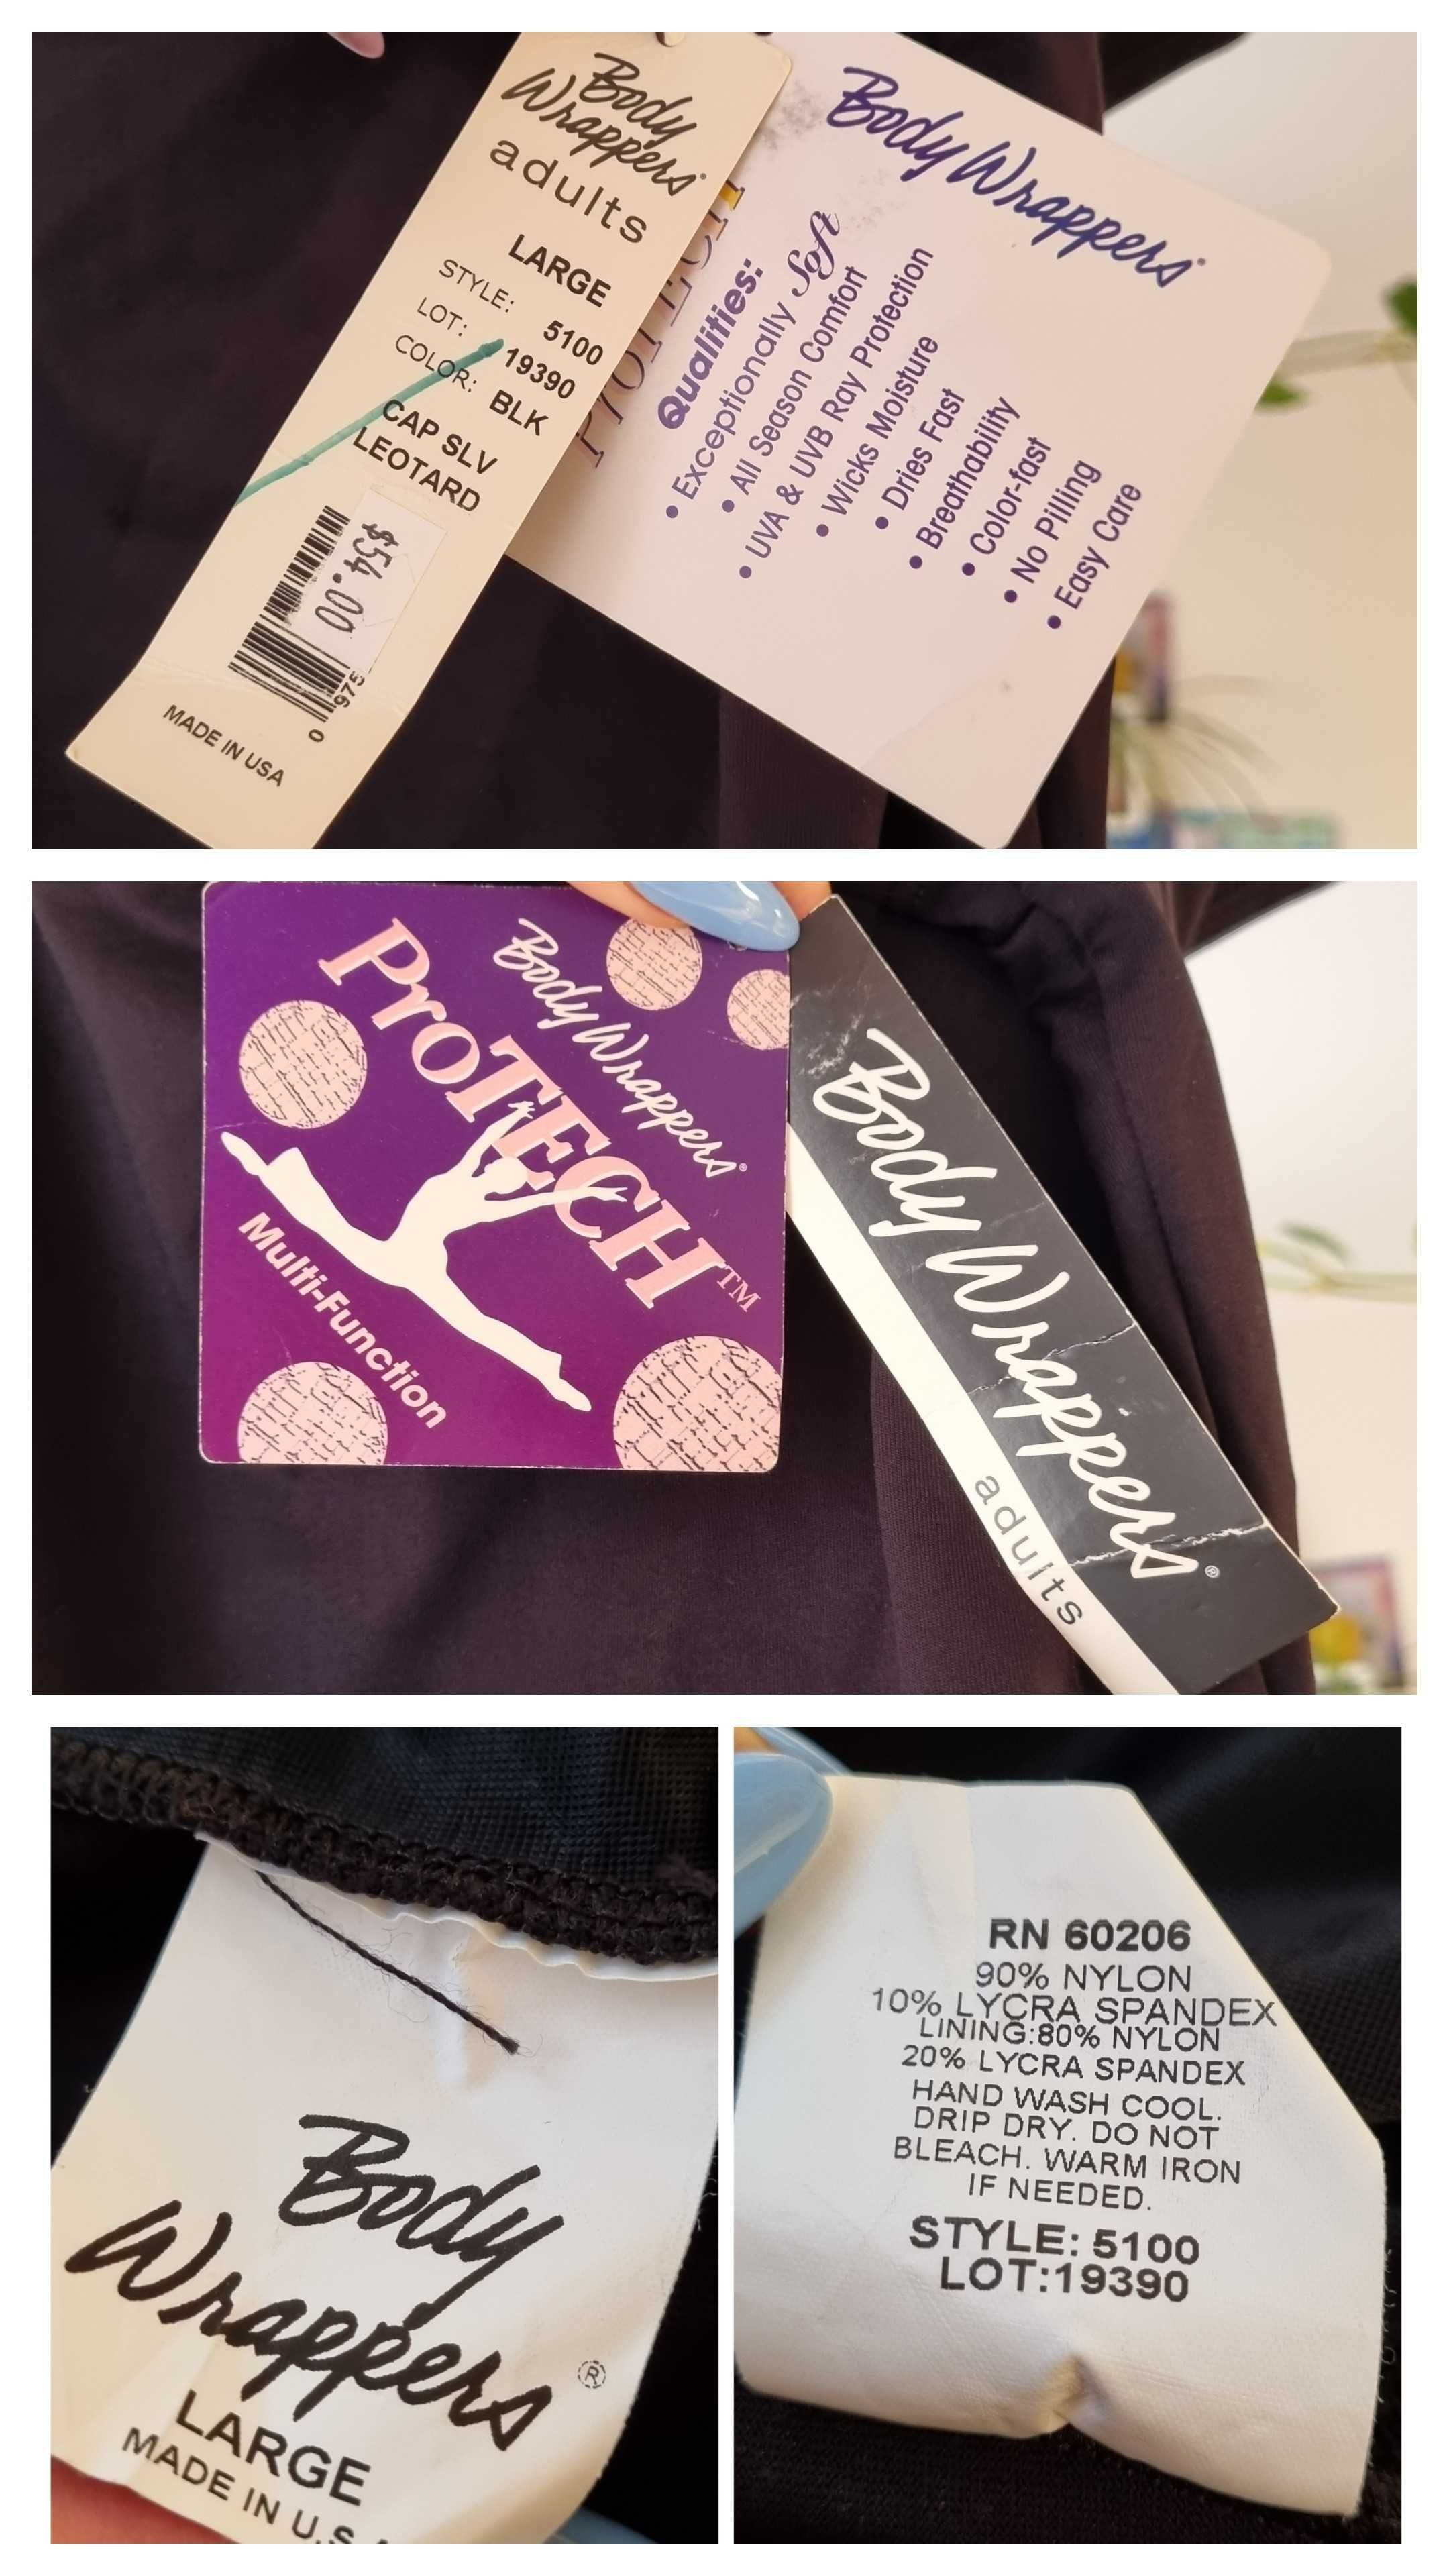 Body
Wrappers
adults
LARGE
STYLE: 5100
LOT: 19390
COLOR: BLK
CAP SLV
LEOTARD
$54.00
0 975
MADE IN USA
Body Wrappers
Qualities:
• Exceptionally Soft
• All Season Comfort
• UVA & UVB Ray Protection
• Wicks Moisture
• Dries Fast
• Breathability
• Color-fast
• No Pilling
• Easy Care
Body Wrappers®
ProTECH™
Multi-Function
Body Wrappers®
adults
Body
Wrappers®
LARGE
MADE IN U.S
RN 60206
90% NYLON
10% LYCRA SPANDEX
LINING:80% NYLON
20% LYCRA SPANDEX
HAND WASH COOL.
DRIP DRY. DO NOT
BLEACH. WARM IRON
IF NEEDED.
STYLE: 5100
LOT:19390